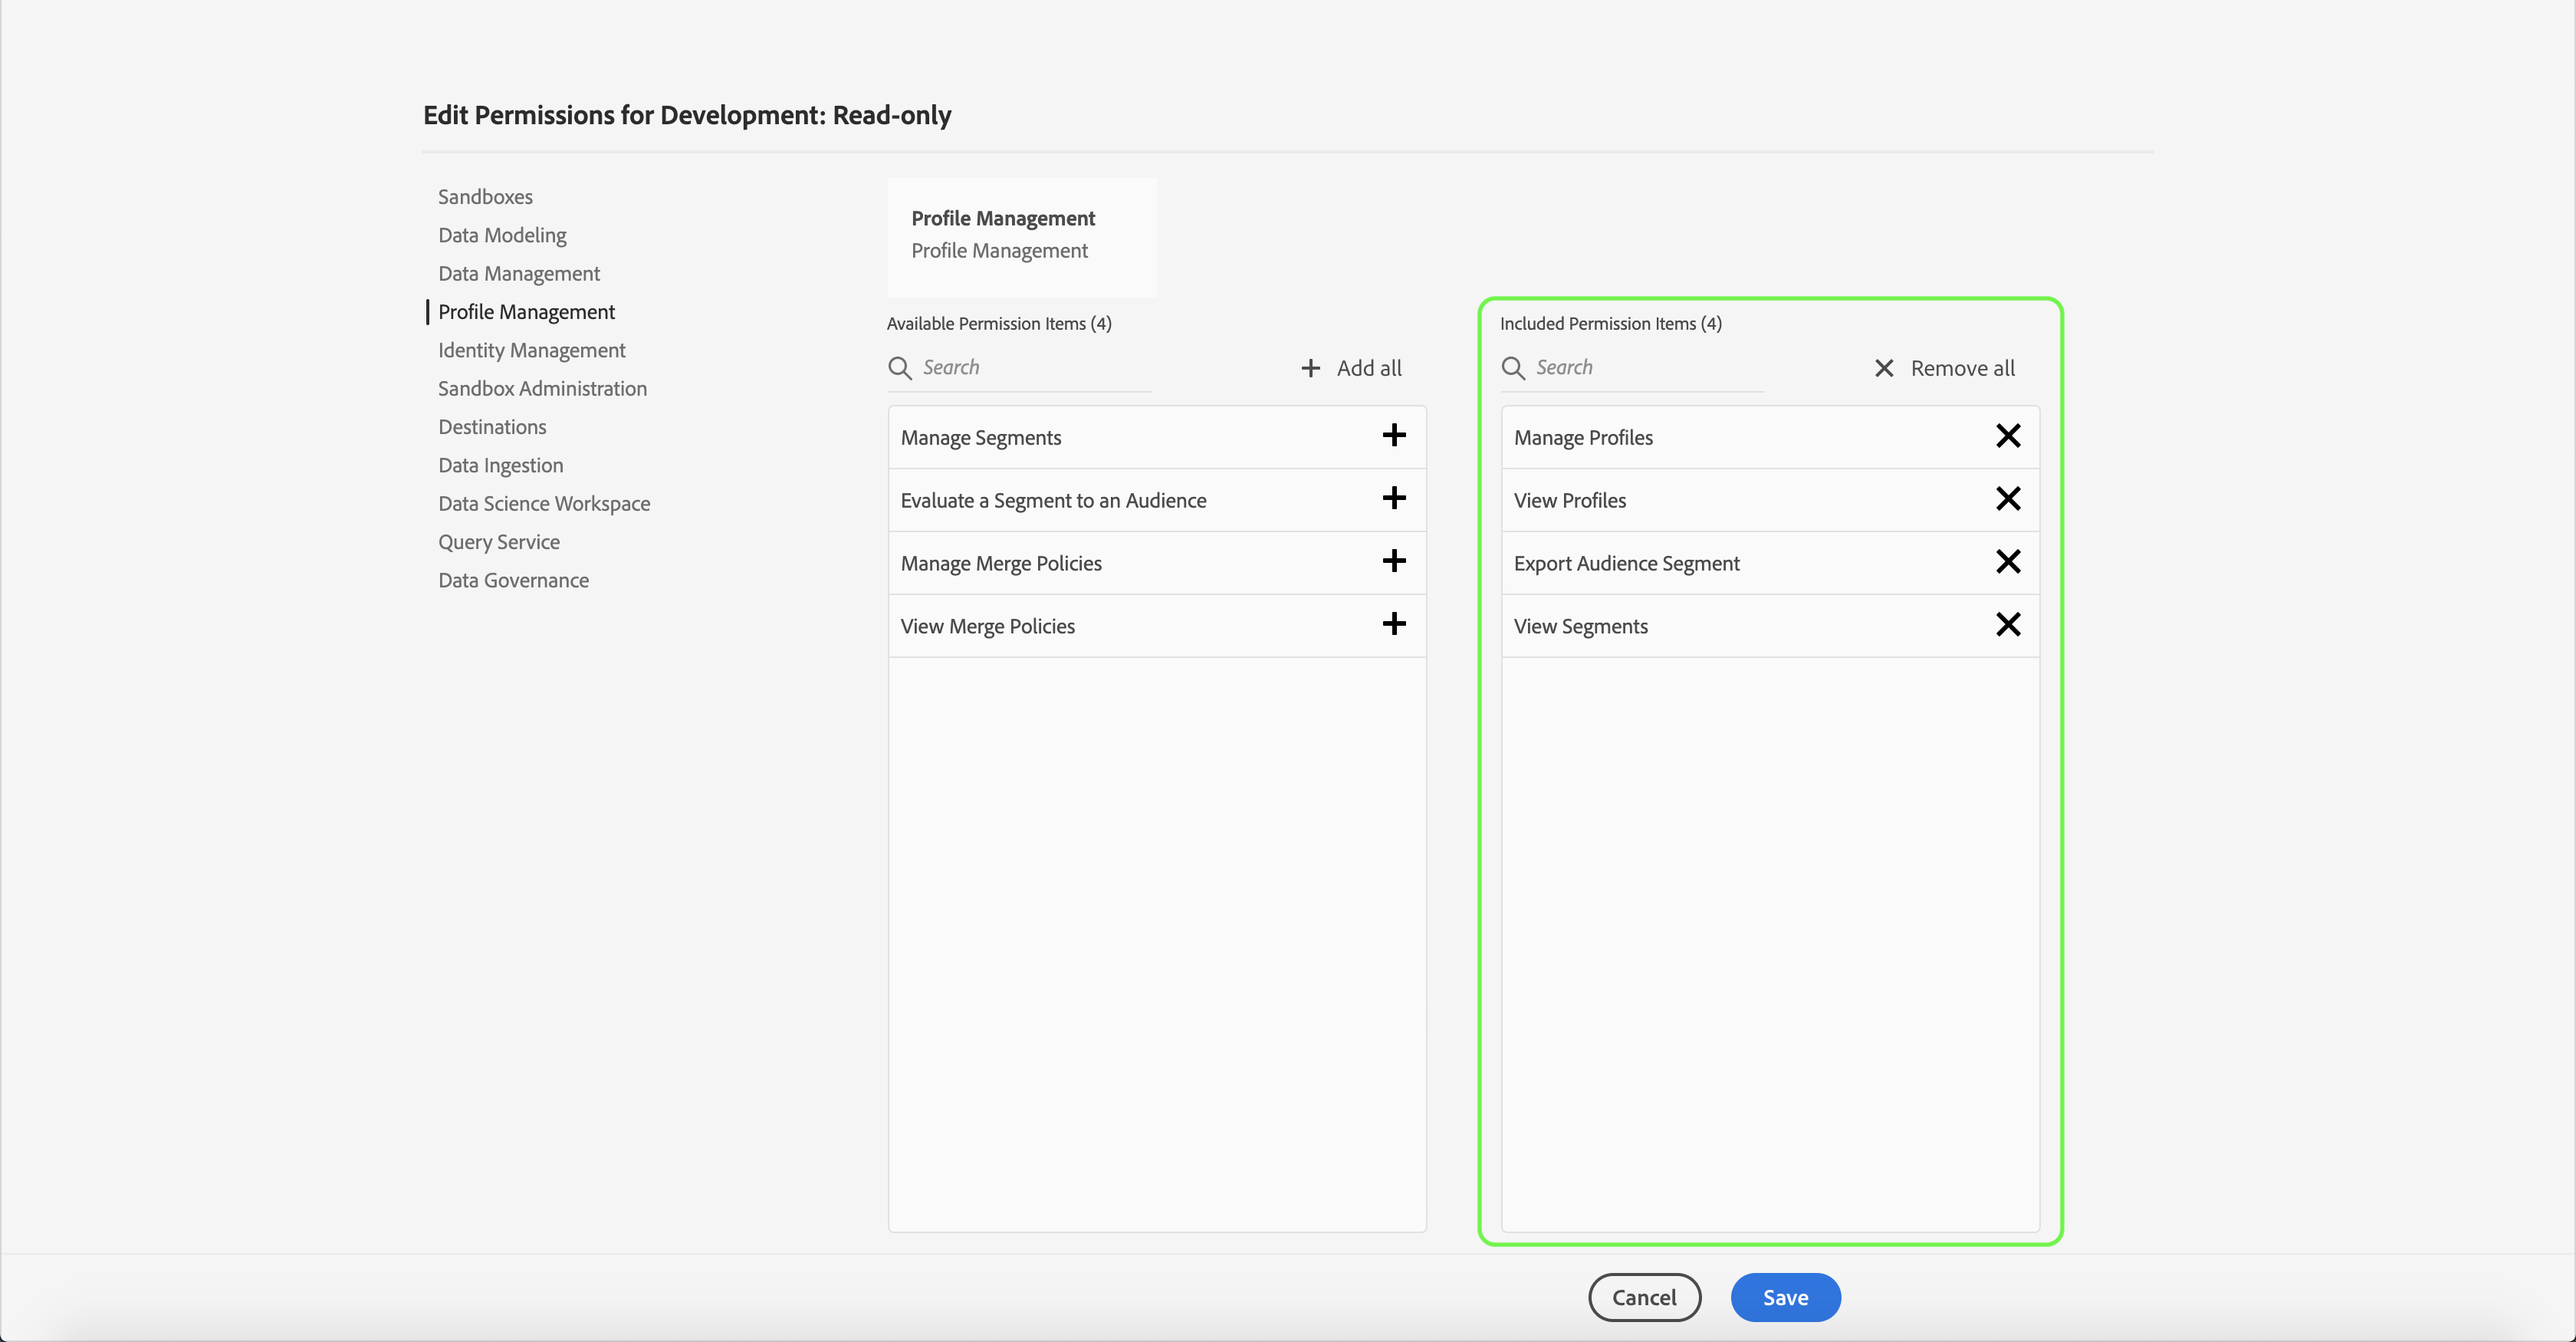 Edit Permissions for Development: Read-only
Sandboxes
Data Modeling
Data Management
Profile Management
Identity Management
Sandbox Administration
Destinations
Data Ingestion
Data Science Workspace
Query Service
Data Governance
Profile Management
Profile Management
Available Permission Items (4)
Search
Add all
Manage Segments
Evaluate a Segment to an Audience
Manage Merge Policies
View Merge Policies
Included Permission Items (4)
Search
Remove all
Manage Profiles
View Profiles
Export Audience Segment
View Segments
Cancel
Save